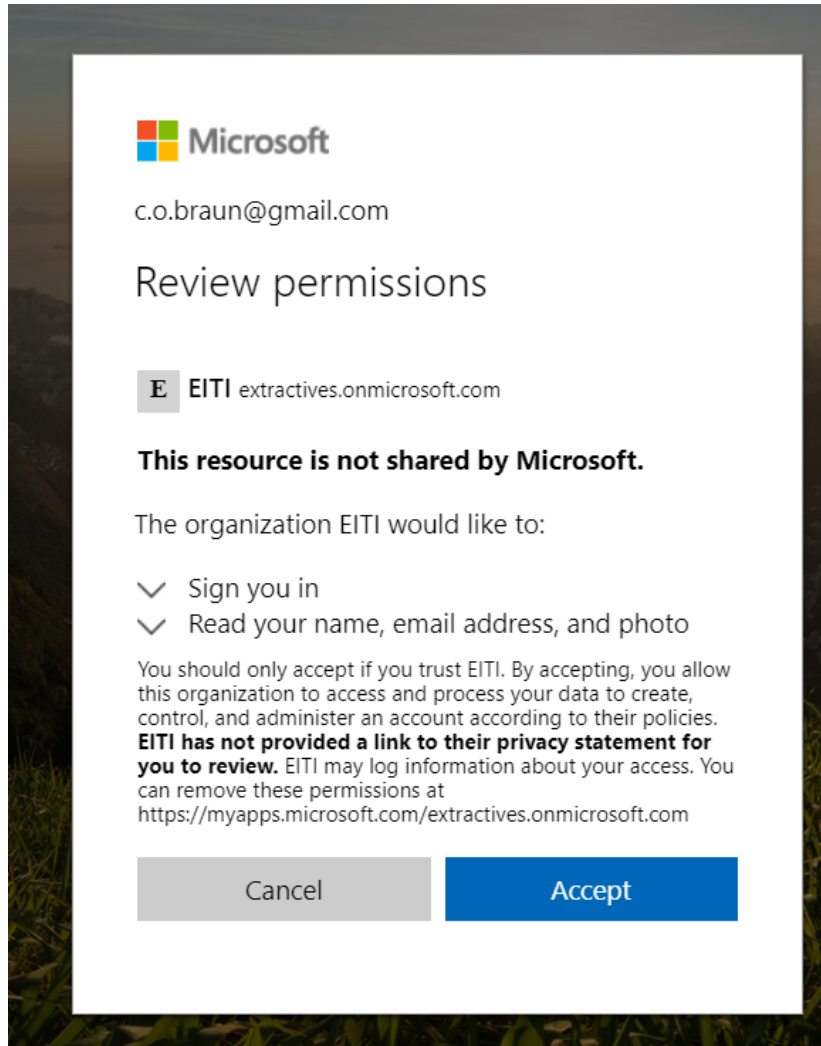 Microsoft
c.o.braun@gmail.com
Review permissions
E EITI extractives.onmicrosoft.com
This resource is not shared by Microsoft.
The organization EITI would like to:
Sign you in
Read your name, email address, and photo
You should only accept if you trust EITI. By accepting, you allow
this organization to access and process your data to create,
control, and administer an account according to their policies.
EITI has not provided a link to their privacy statement for
you to review. EITI may log information about your access. You
can remove these permissions at
https://myapps.microsoft.com/extractives.onmicrosoft.com
Cancel Accept